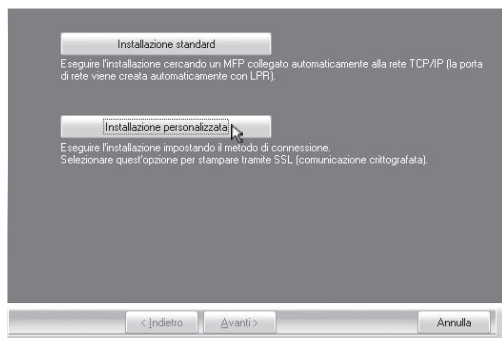 Installazione standard
Eseguire l'installazione cercando un MFP collegato automaticamente alla rete TCP/IP (la porta
di rete viene creata automaticamente con LPR).
Installazione personalizzata
Eseguire l'installazione impostando il metodo di connessione.
Selezionare quest'opzione per stampare tramite SSL (comunicazione crittografata).
< Indietro
Avanti >
Annulla